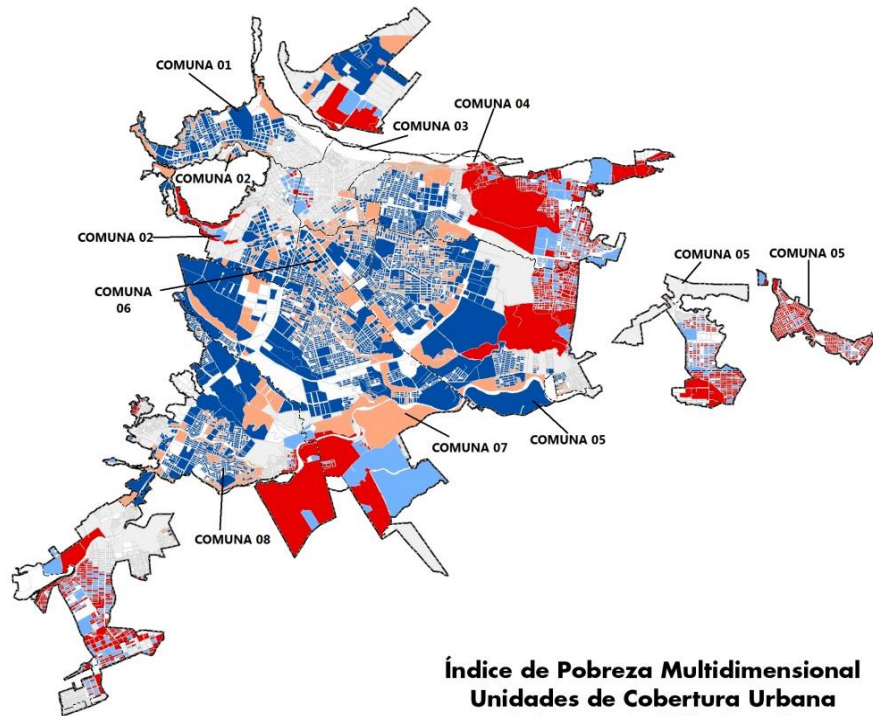 COMUNA 01
COMUNA 04
COMUNA 03
COMUNA 02
COMUNA 02
COMUNA 05
COMUNA 05
COMUNA
06
COMUNA 07
COMUNA 05
COMUNA 08
Índice de Pobreza Multidimensional
Unidades de Cobertura Urbana